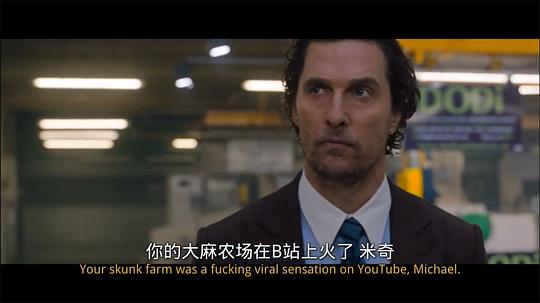 DODI
你的大麻农场在B站上火了 米奇
Your skunk farm was a fucking viral sensation on YouTube, Michael.